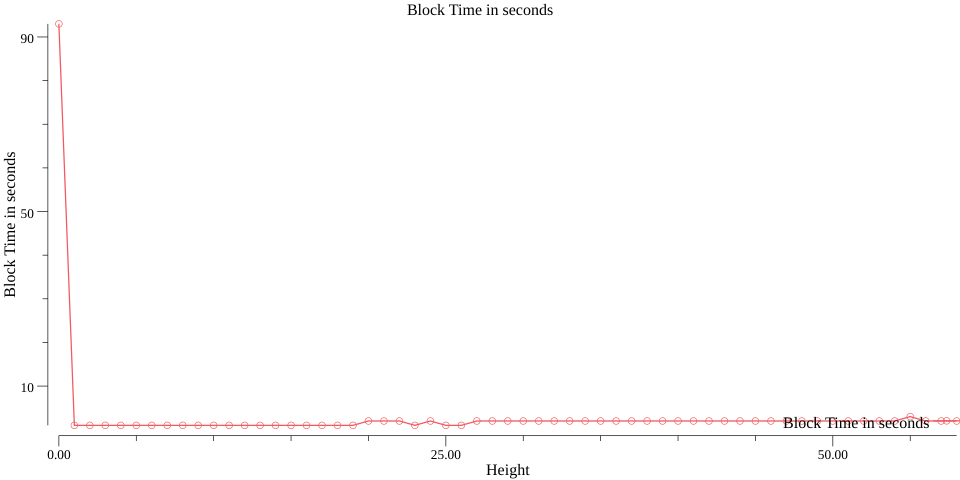 Block Time in seconds
90
Block Time in seconds
50
10
Block Time in seconds
0.00 25.00 50.00
Height